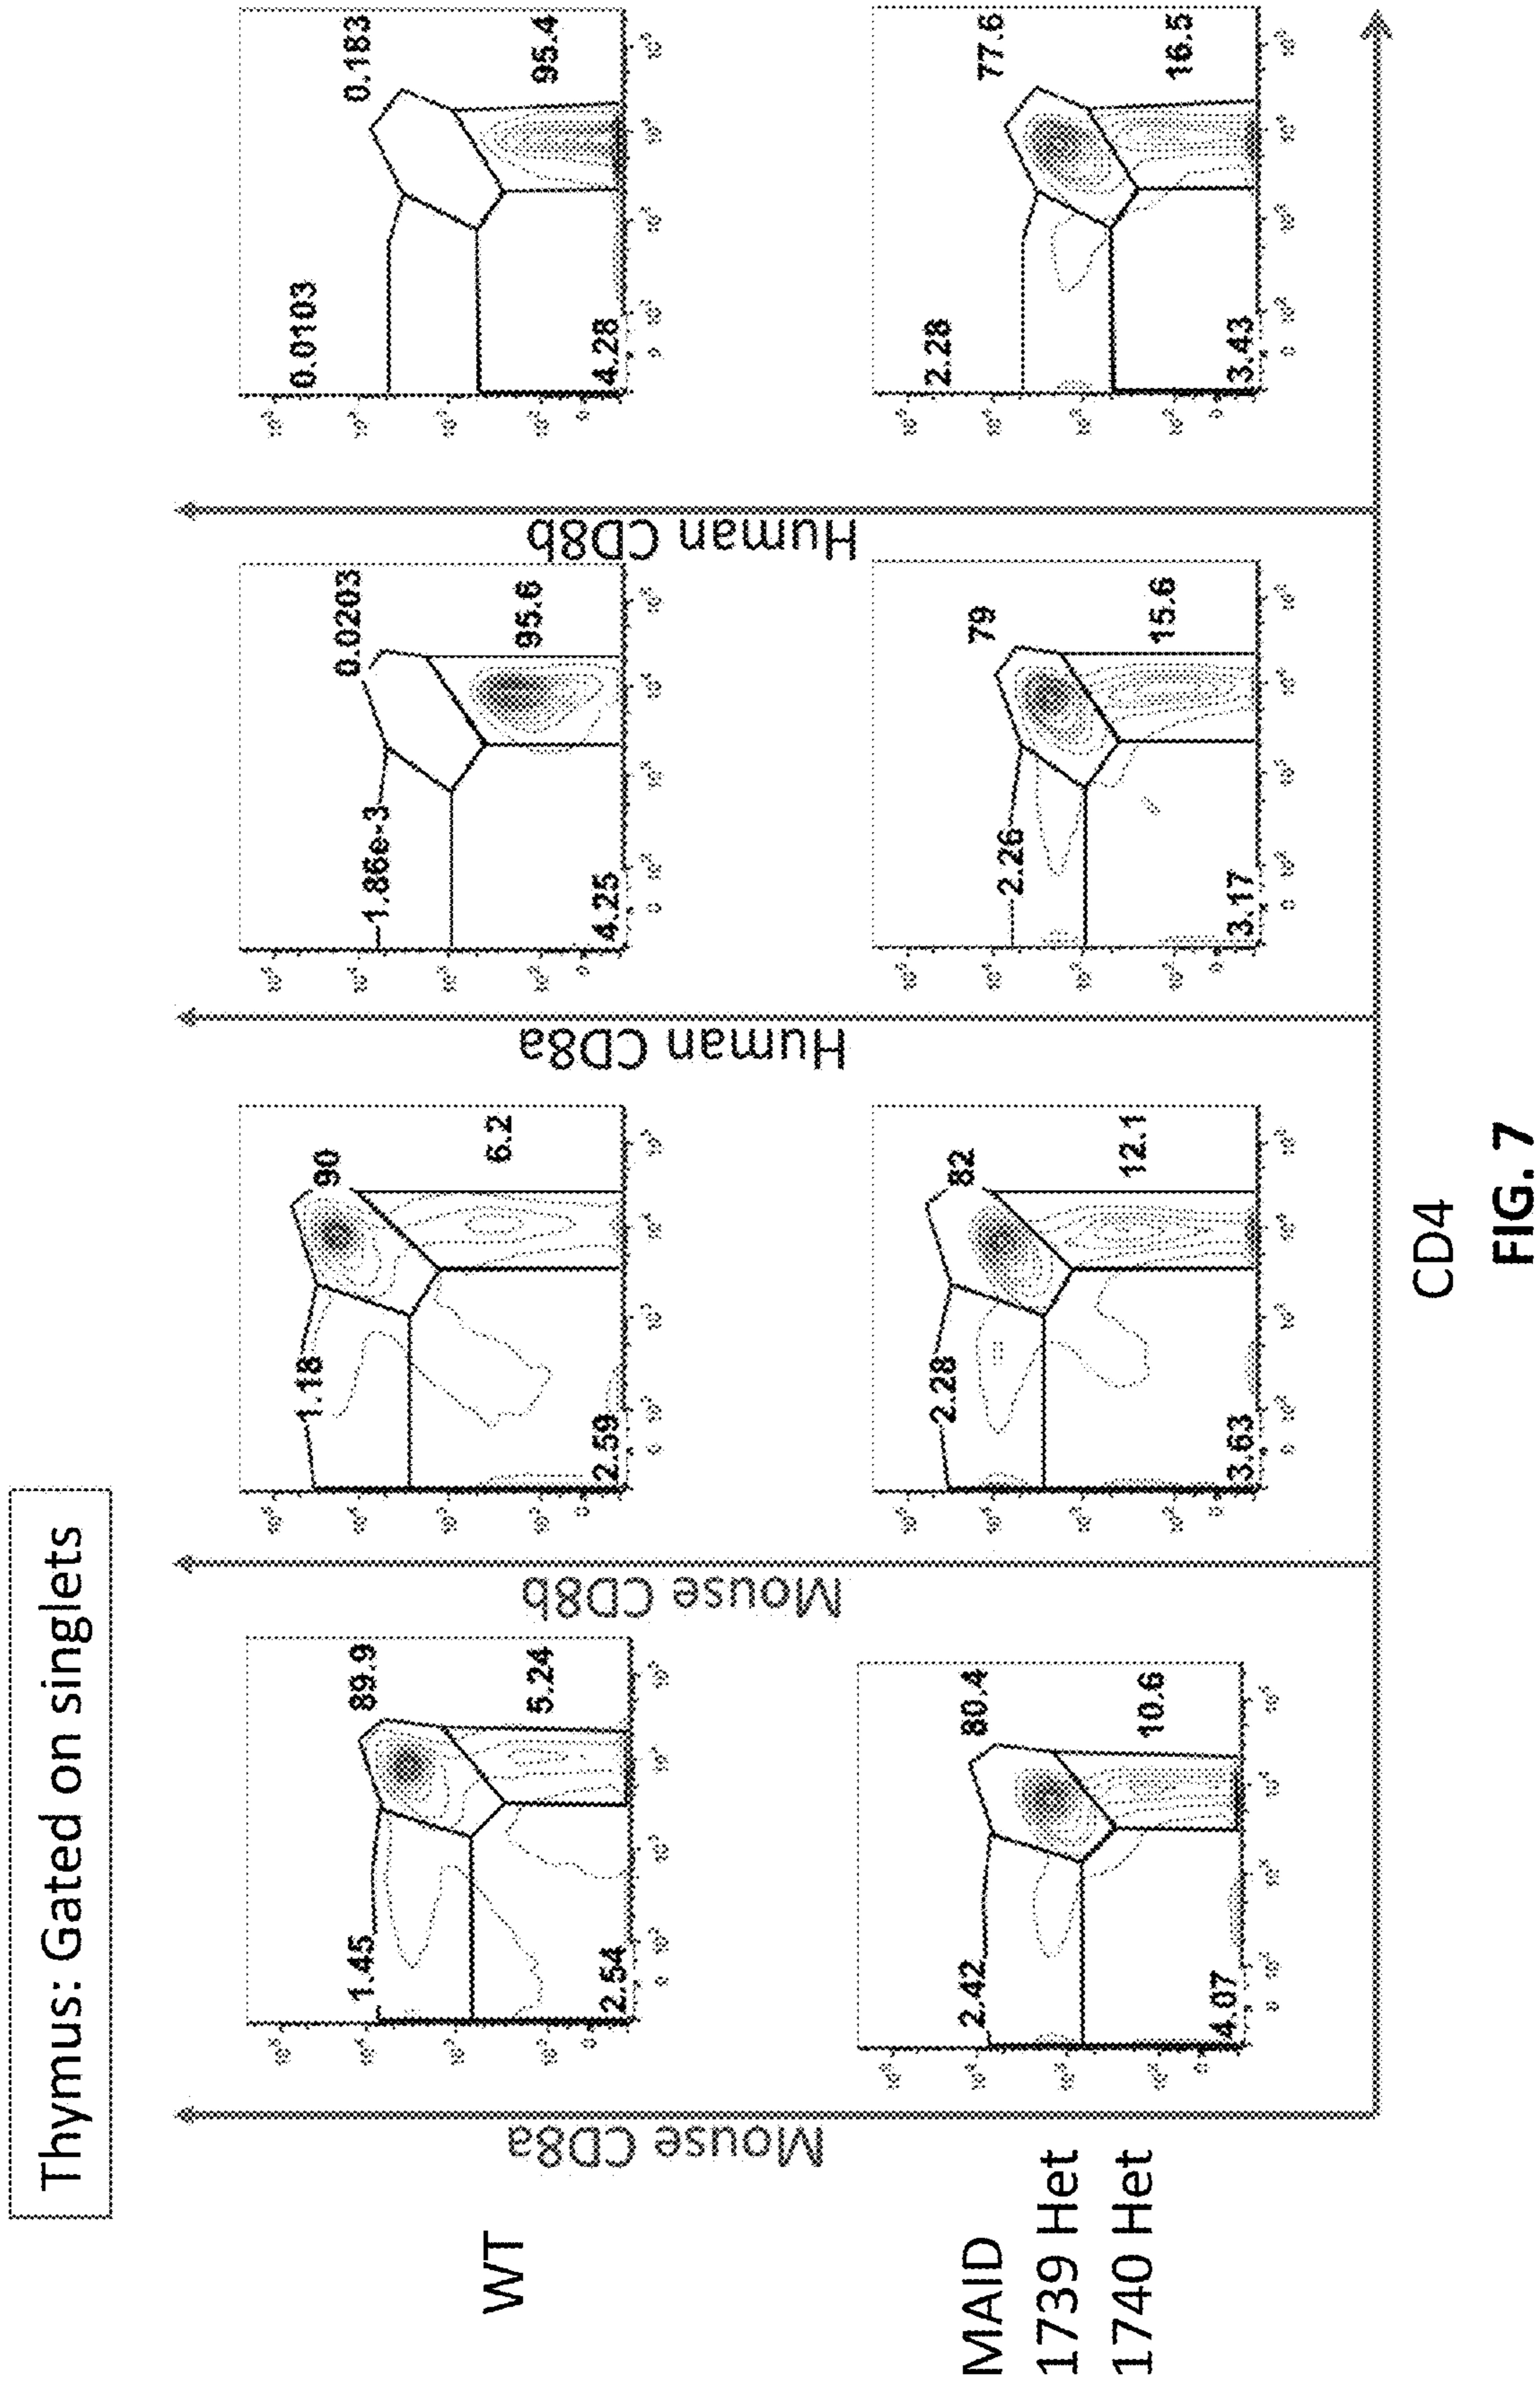 Thymus: Gated on singlets
WT
Mouse CD8a
1.45
89.9
5.24
2.54
Mouse CD8b
1.18
90
6.2
2.59
Human CD8a
1.86e-3
0.0203
95.6
4.25
Human CD8b
0.0103
0.183
95.4
4.28
MAID
1739 Het
1740 Het
2.42
80.4
10.6
4.07
2.28
82
12.1
3.63
2.26
79
15.6
3.17
2.28
77.6
16.5
3.43
CD4
FIG. 7